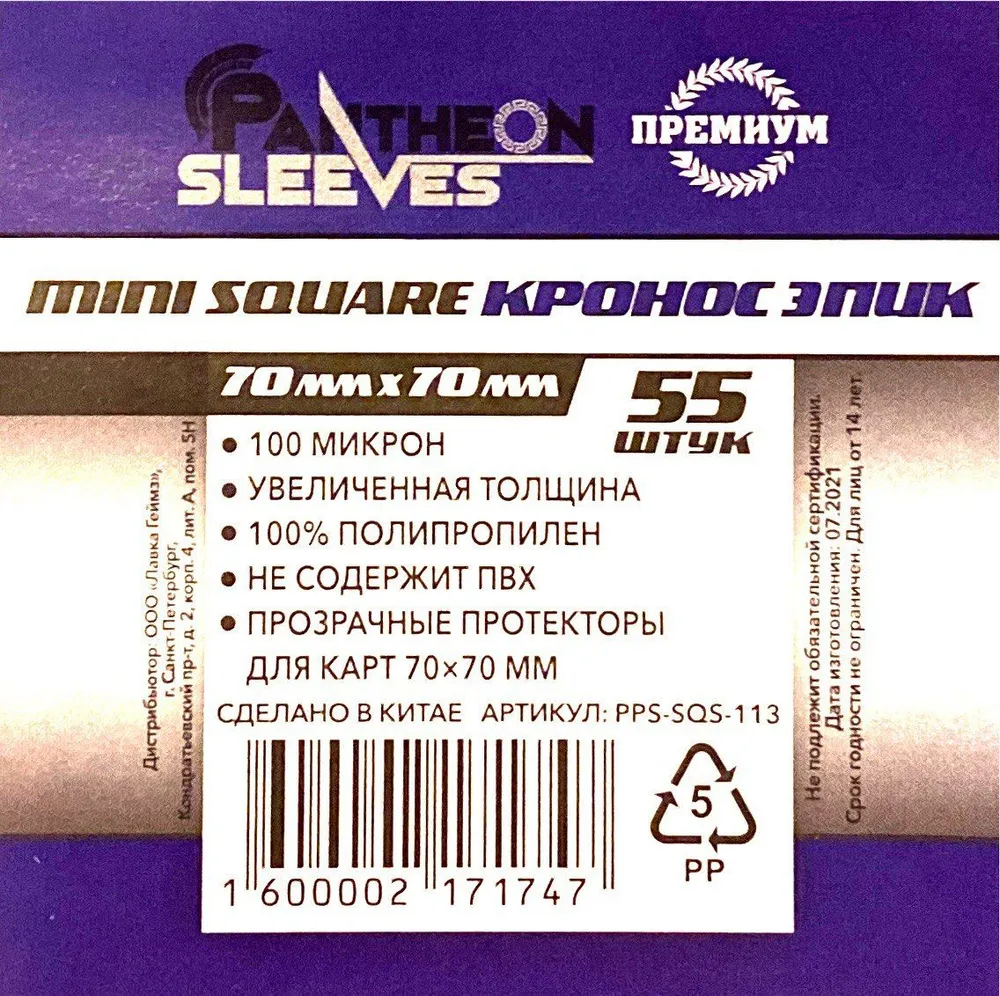 PANTHEON
SLEEVES
ПРЕМИУМ
MINI SQUARE КРОНОС ЭПИК
70ммx70мм
55
ШТУК
• 100 МИКРОН
• УВЕЛИЧЕННАЯ ТОЛЩИНА
• 100% ПОЛИПРОПИЛЕН
• НЕ СОДЕРЖИТ ПВХ
• ПРОЗРАЧНЫЕ ПРОТЕКТОРЫ
ДЛЯ КАРТ 70×70 ММ
СДЕЛАНО В КИТАЕ АРТИКУЛ: PPS-SQS-113
1 600002 171747
5
PP
Дистрибьютор: ООО «Лавка Геймз»,
г. Санкт-Петербург,
Кондратьевский пр-т, д. 2, корп. 4, лит. А, пом. 5Н
Не подлежит обязательной сертификации.
Дата изготовления: 07.2021
Срок годности не ограничен. Для лиц от 14 лет.